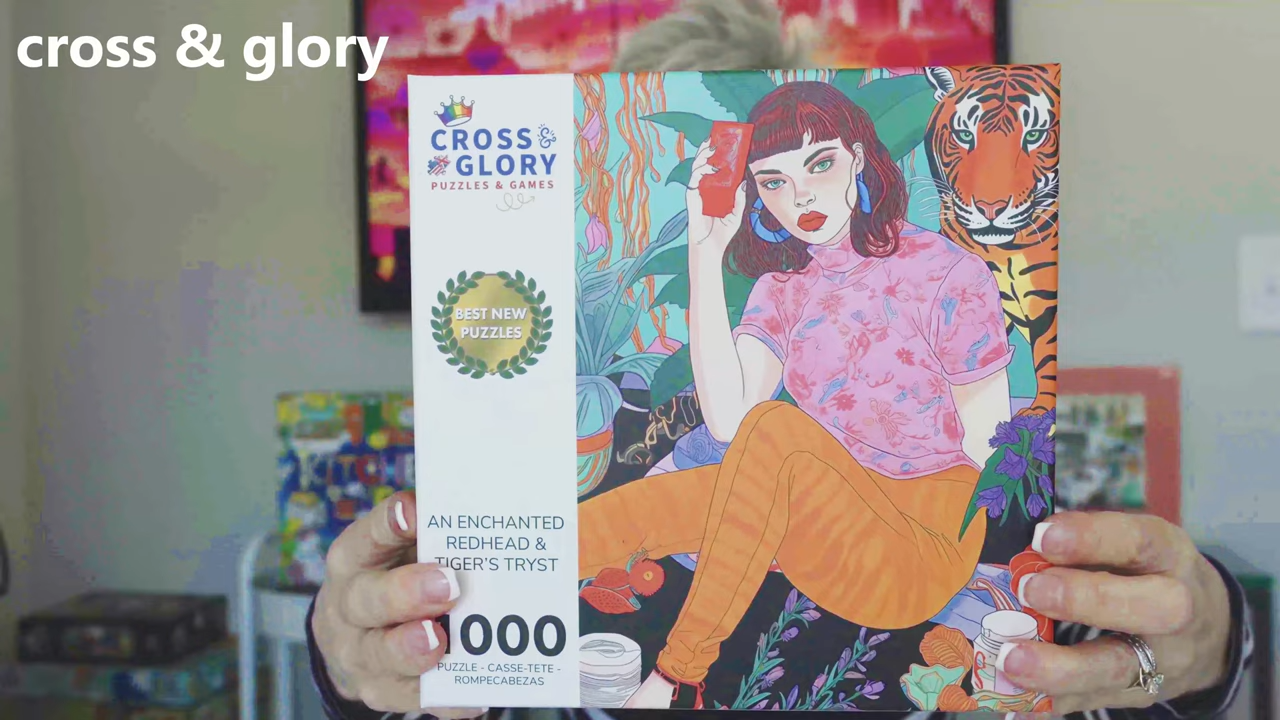 cross & glory
CROSS &
GLORY
PUZZLES & GAMES
BEST NEW
PUZZLES
KITCHE
AN ENCHANTED
REDHEAD &
TIGER'S TRYST
1000
PUZZLE - CASSE-TETE -
ROMPECABEZAS